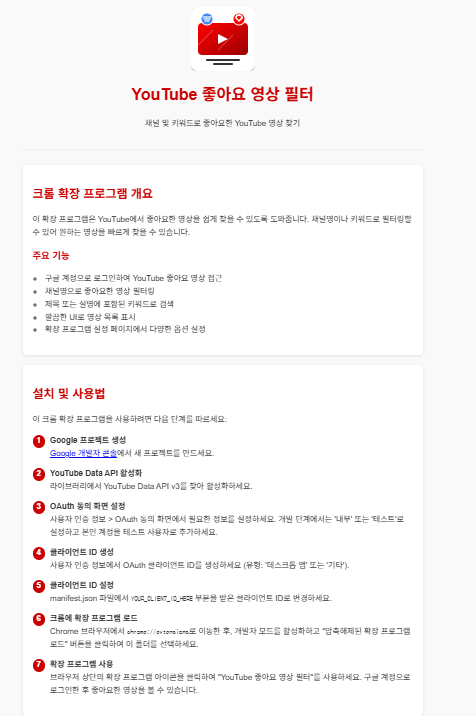 YouTube 좋아요 영상 필터
채널 및 키워드로 좋아요한 YouTube 영상 찾기
크롬 확장 프로그램 개요
이 확장 프로그램은 YouTube에서 좋아요한 영상을 쉽게 찾을 수 있도록 도와줍니다. 채널명이나 키워드로 필터링할
수 있어 원하는 영상을 빠르게 찾을 수 있습니다.
주요 기능
구글 계정으로 로그인하여 YouTube 좋아요 영상 접근
채널명으로 좋아요한 영상 필터링
제목 또는 설명에 포함된 키워드로 검색
깔끔한 UI로 영상 목록 표시
확장 프로그램 설정 페이지에서 다양한 옵션 설정
설치 및 사용법
이 크롬 확장 프로그램을 사용하려면 다음 단계를 따르세요:
1 Google 프로젝트 생성
Google 개발자 콘솔에서 새 프로젝트를 만드세요.
2 YouTube Data API 활성화
라이브러리에서 YouTube Data API v3를 찾아 활성화하세요.
3 OAuth 동의 화면 설정
사용자 인증 정보 > OAuth 동의 화면에서 필요한 정보를 설정하세요. 개발 단계에서는 '내부' 또는 '테스트'로
설정하고 본인 계정을 테스트 사용자로 추가하세요.
4 클라이언트 ID 생성
사용자 인증 정보에서 OAuth 클라이언트 ID를 생성하세요 (유형: '데스크톱 앱' 또는 '기타').
5 클라이언트 ID 설정
manifest.json 파일에서 YOUR_CLIENT_ID_HERE 부분을 받은 클라이언트 ID로 변경하세요.
6 크롬에 확장 프로그램 로드
Chrome 브라우저에서 chrome://extensions로 이동한 후, 개발자 모드를 활성화하고 "압축해제된 확장 프로그램
로드" 버튼을 클릭하여 이 폴더를 선택하세요.
7 확장 프로그램 사용
브라우저 상단의 확장 프로그램 아이콘을 클릭하여 "YouTube 좋아요 영상 필터"를 사용하세요. 구글 계정으로
로그인한 후 좋아요한 영상을 볼 수 있습니다.